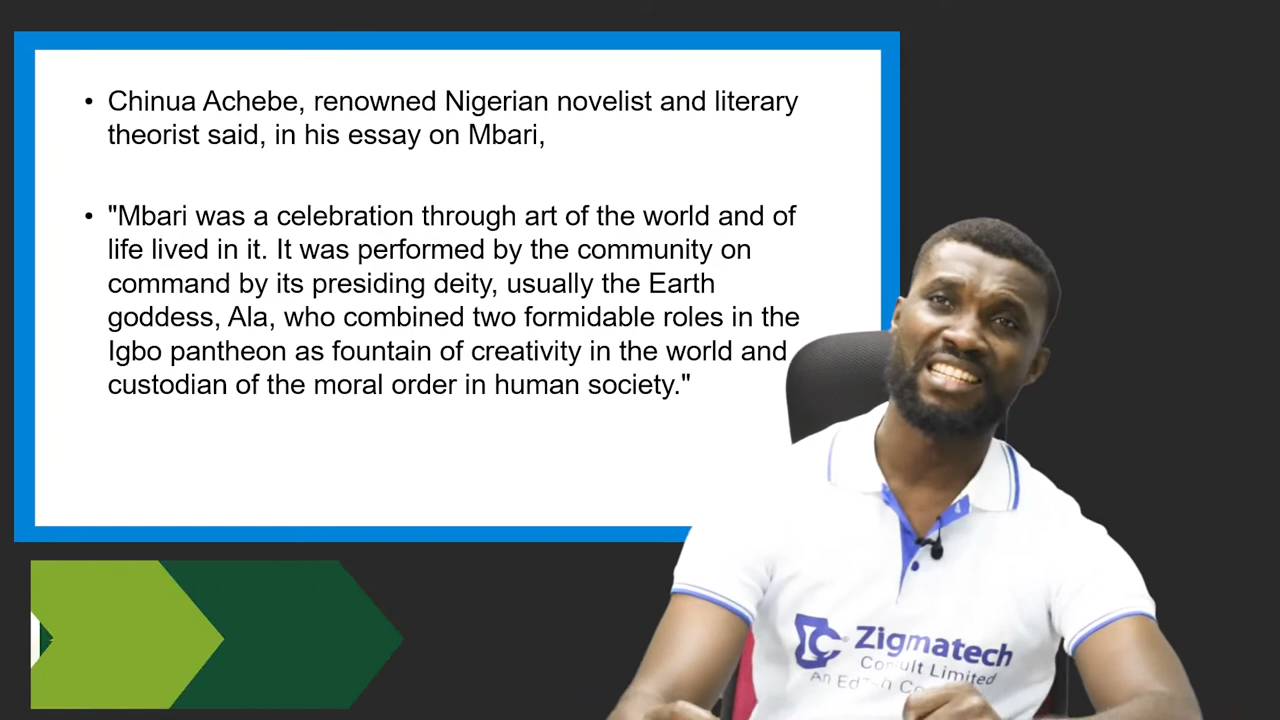 • Chinua Achebe, renowned Nigerian novelist and literary
theorist said, in his essay on Mbari,
• "Mbari was a celebration through art of the world and of
life lived in it. It was performed by the community on
command by its presiding deity, usually the Earth
goddess, Ala, who combined two formidable roles in the
Igbo pantheon as fountain of creativity in the world and
custodian of the moral order in human society."
Zigmatech
Consult Limited
An